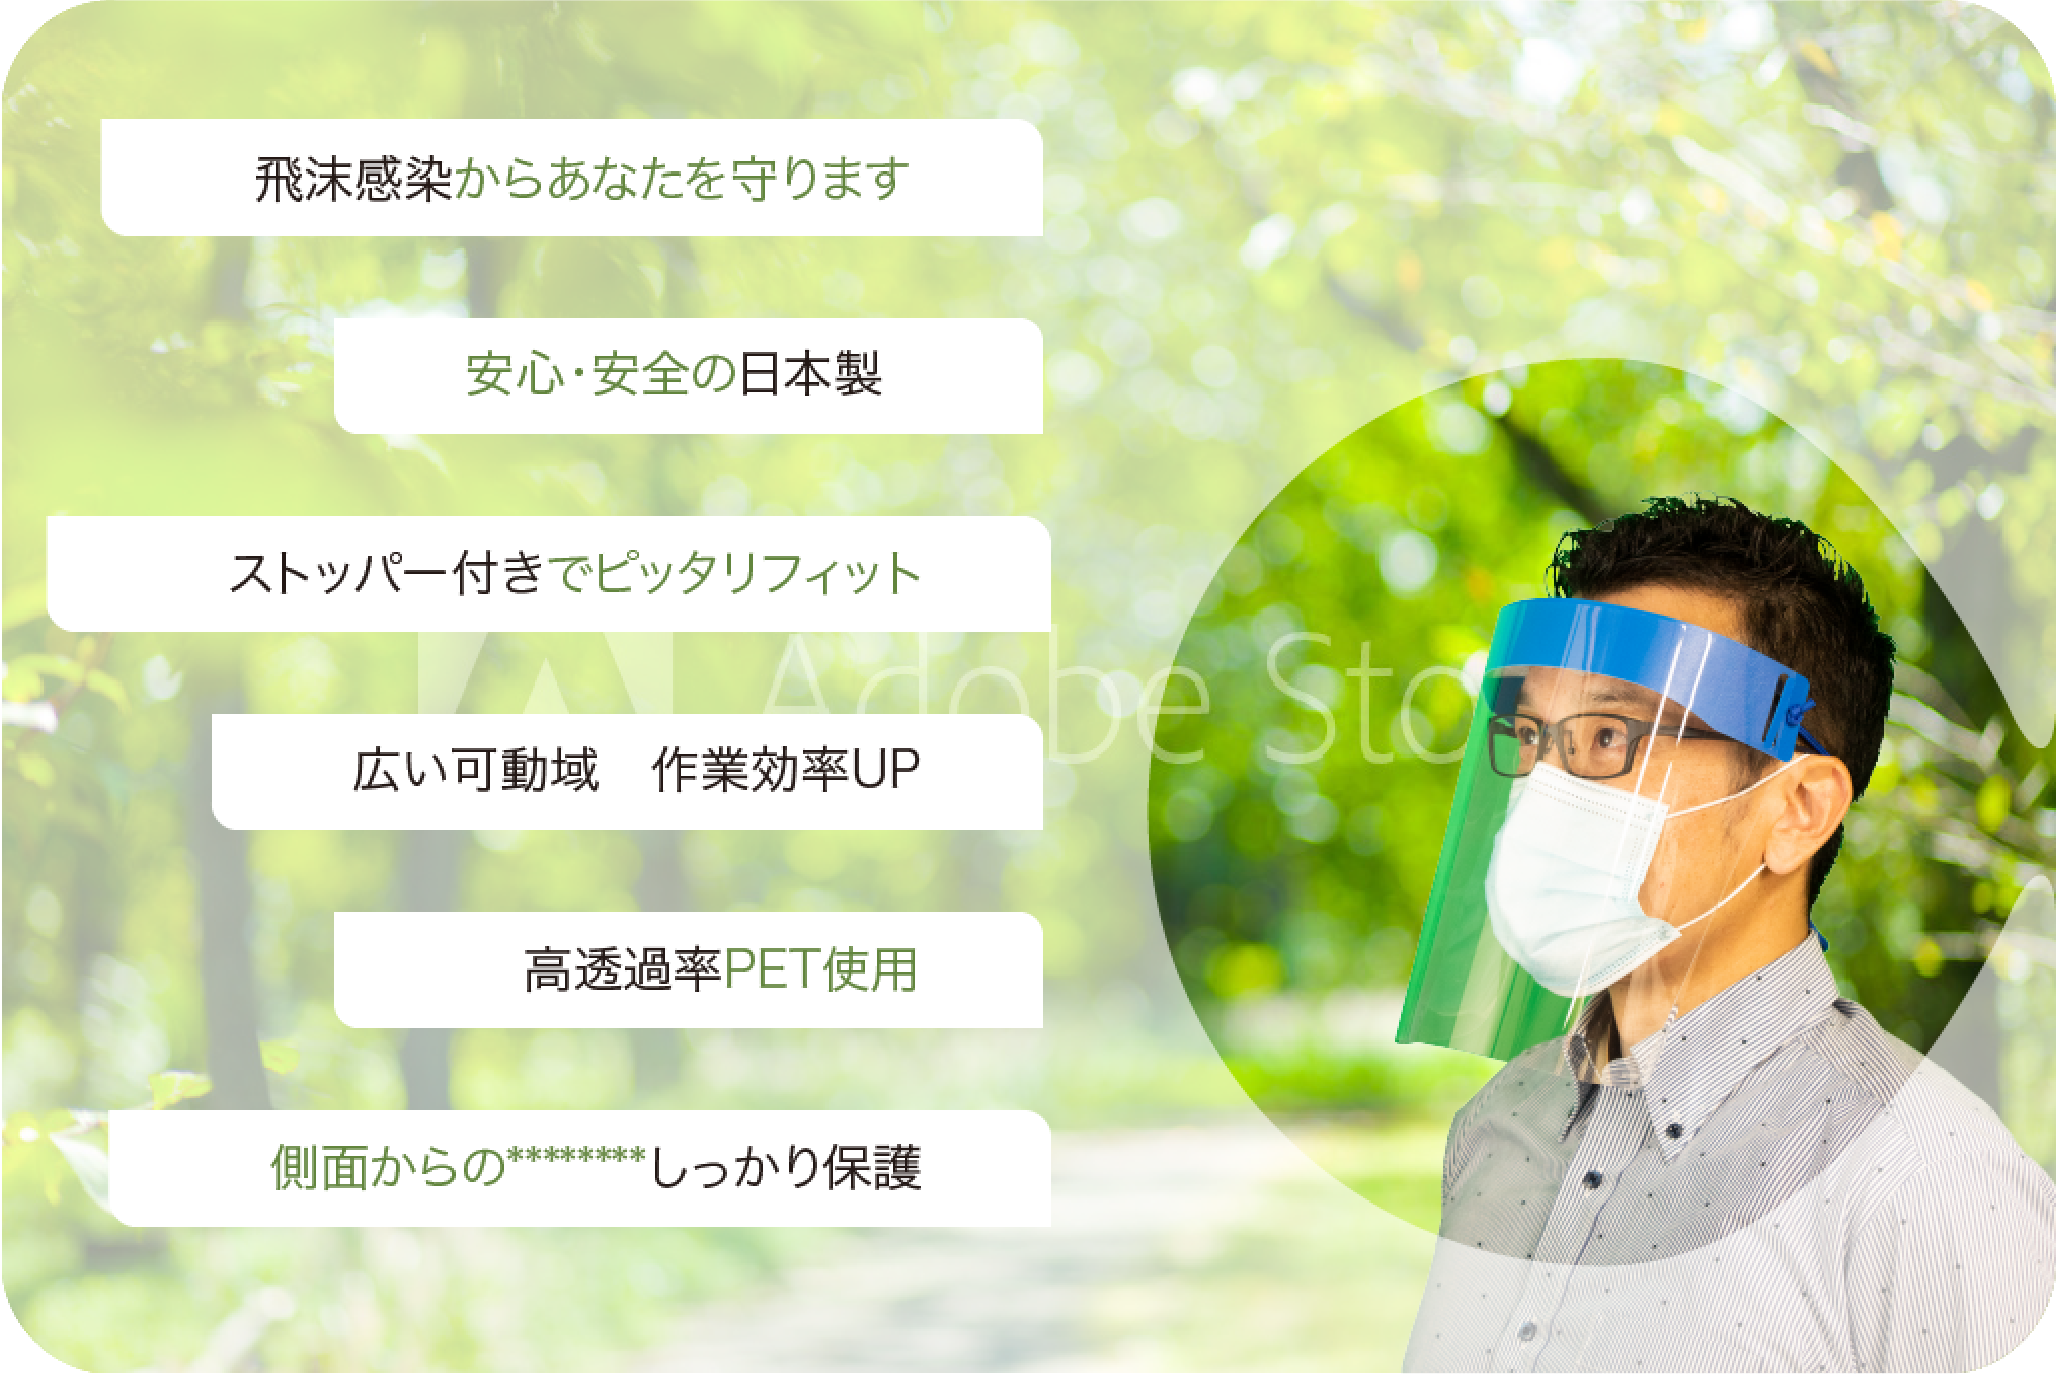 飛沫感染からあなたを守ります
安心・安全の日本製
ストッパー付きでピッタリフィット
Adobe Sto
広い可動域　作業効率UP
高透過率PET使用
側面からの********しっかり保護